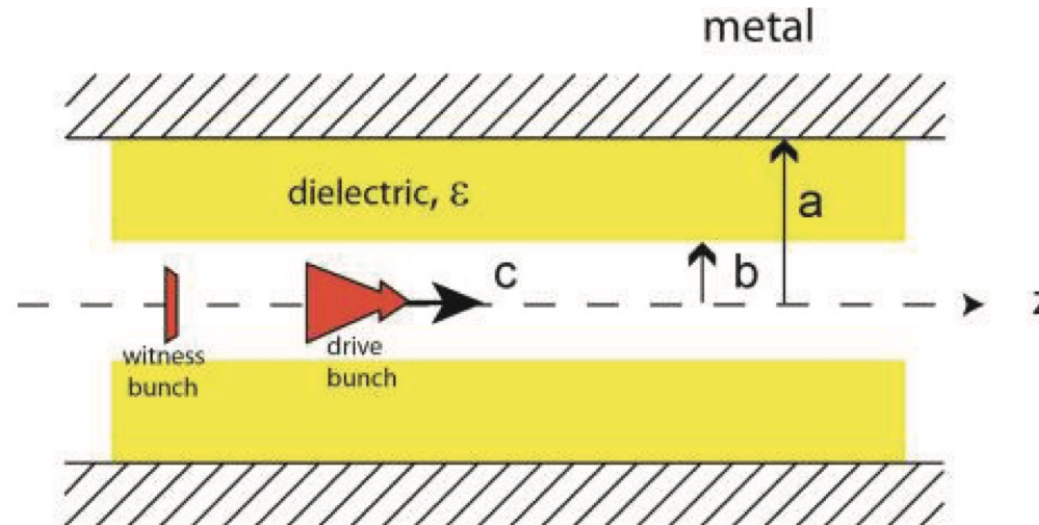 metal
dielectric, ε
a
b
c
z
witness
bunch
drive
bunch